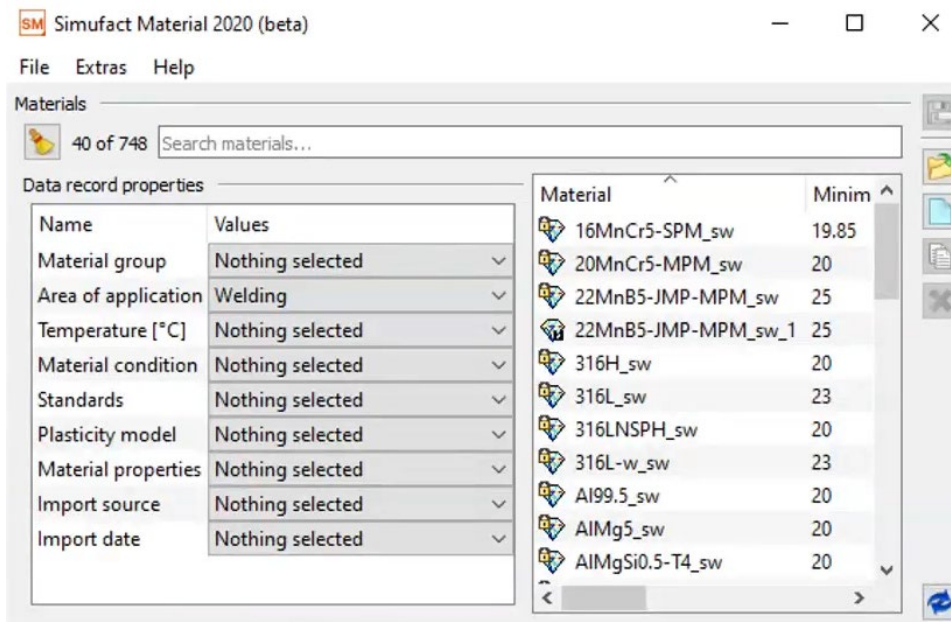 SM Simufact Material 2020 (beta)
File Extras Help
Materials
40 of 748 Search materials...
Data record properties
Name Values
Material group Nothing selected
Area of application Welding
Temperature [°C] Nothing selected
Material condition Nothing selected
Standards Nothing selected
Plasticity model Nothing selected
Material properties Nothing selected
Import source Nothing selected
Import date Nothing selected
Material Minim
16MnCr5-SPM_sw 19.85
20MnCr5-MPM_sw 20
22MnB5-JMP-MPM_sw 25
22MnB5-JMP-MPM_sw_1 25
316H_sw 20
316L_sw 23
316LNSPH_sw 20
316L-w_sw 23
Al99.5_sw 20
AlMg5_sw 20
AlMgSi0.5-T4_sw 20